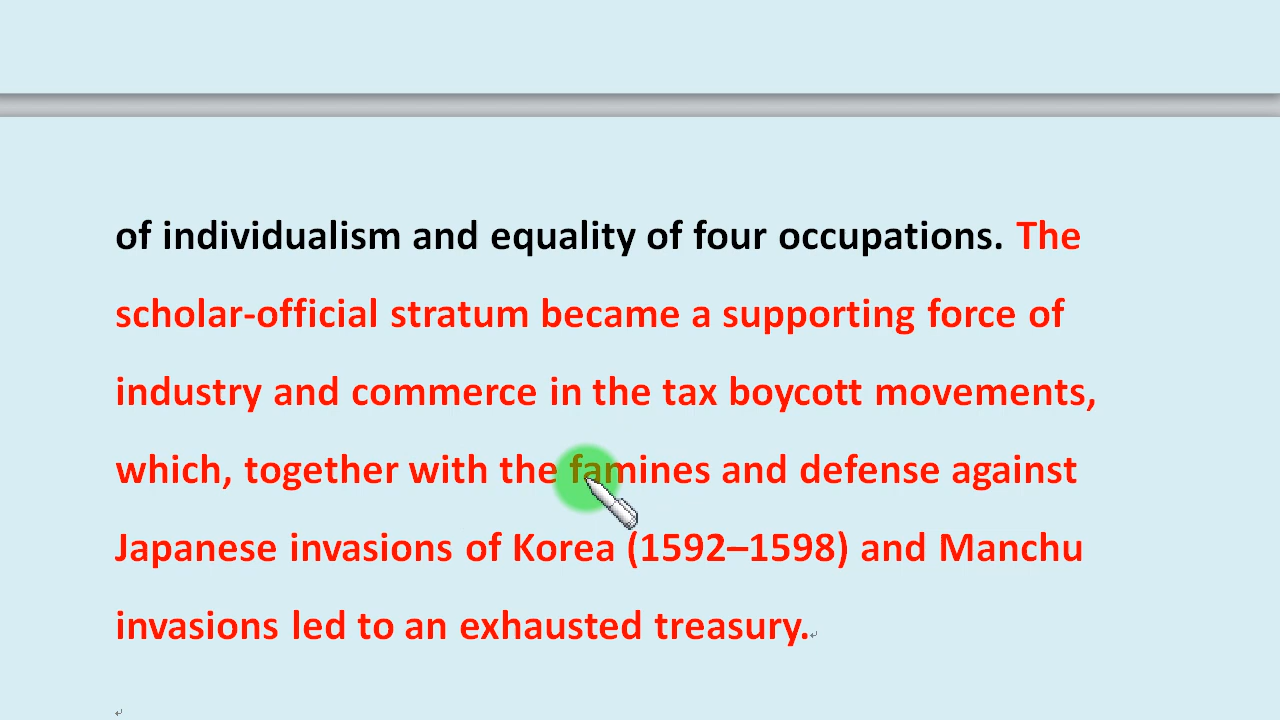 of individualism and equality of four occupations. The
scholar-official stratum became a supporting force of
industry and commerce in the tax boycott movements,
which, together with the famines and defense against
Japanese invasions of Korea (1592–1598) and Manchu
invasions led to an exhausted treasury.